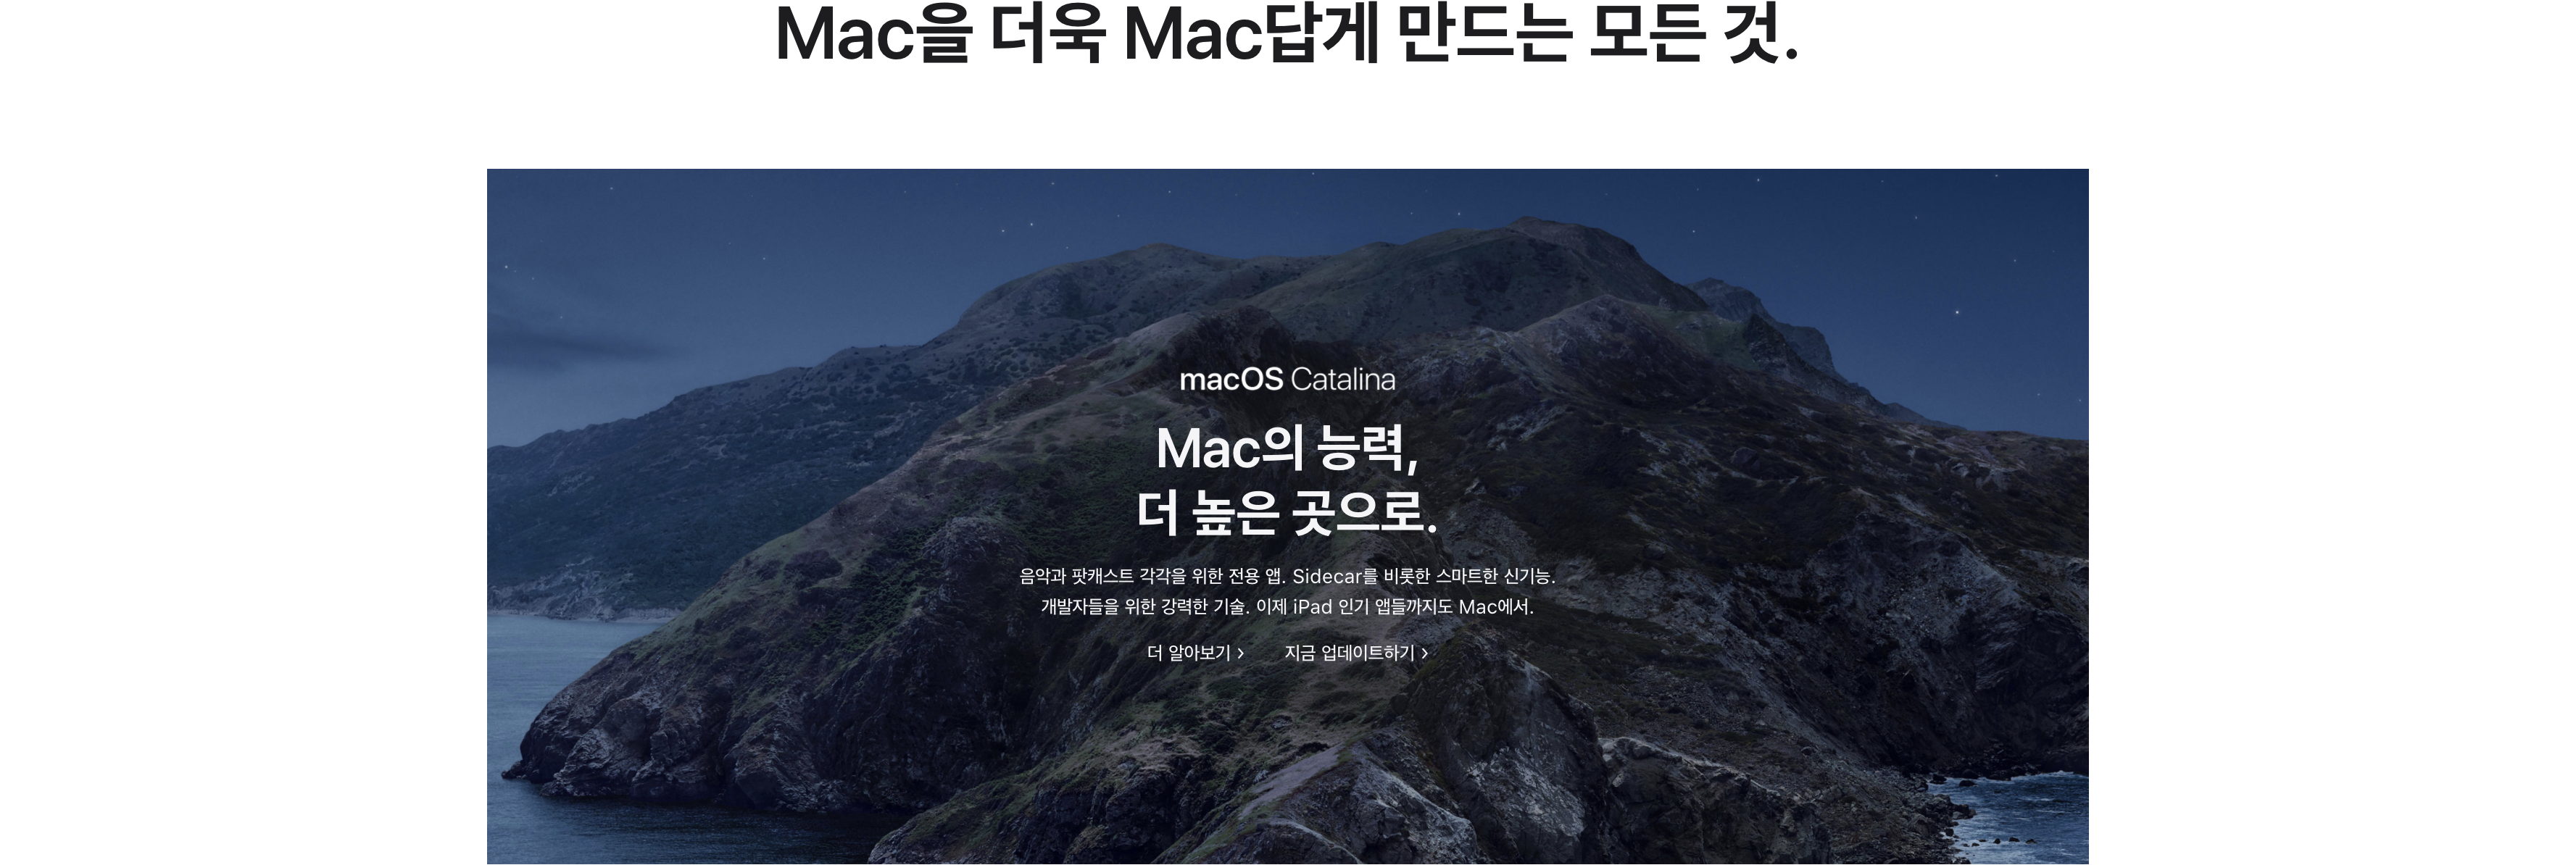 Mac을 더욱 Mac답게 만드는 모든 것.
macOS Catalina
Mac의 능력,
더 높은 곳으로.
음악과 팟캐스트 각각을 위한 전용 앱. Sidecar를 비롯한 스마트한 신기능.
개발자들을 위한 강력한 기술. 이제 iPad 인기 앱들까지도 Mac에서.
더 알아보기 > 지금 업데이트하기 >